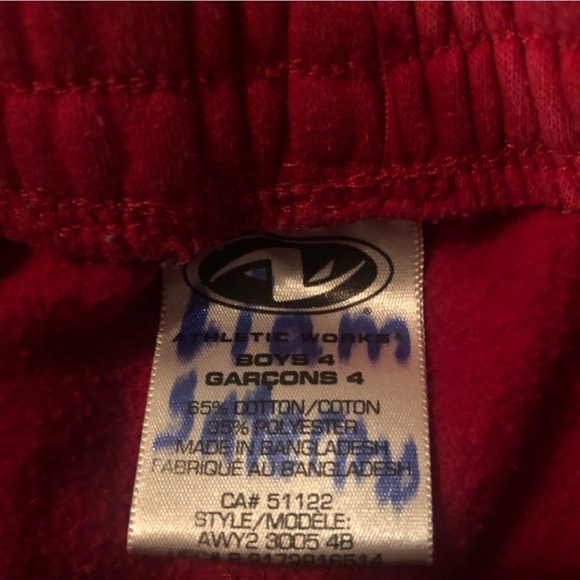 ATHLETIC WORKS®
BOYS 4
GARÇONS 4
65% COTTON/COTON
35% POLYESTER
MADE IN BANGLADESH
FABRIQUÉ AU BANGLADESH
CA# 51122
STYLE/MODÈLE:
AWY2 3005 4B